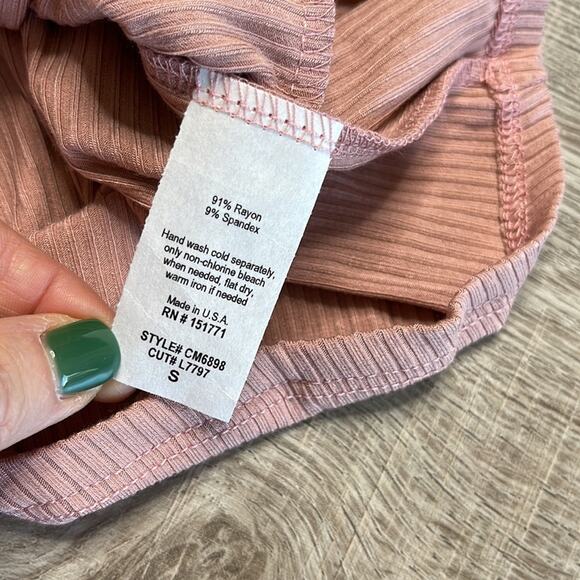 91% Rayon
9% Spandex
Hand wash cold separately,
only non-chlorine bleach
when needed, flat dry,
warm iron if needed
Made in U.S.A.
RN # 151771
STYLE# CM6898
CUT# L7797
S